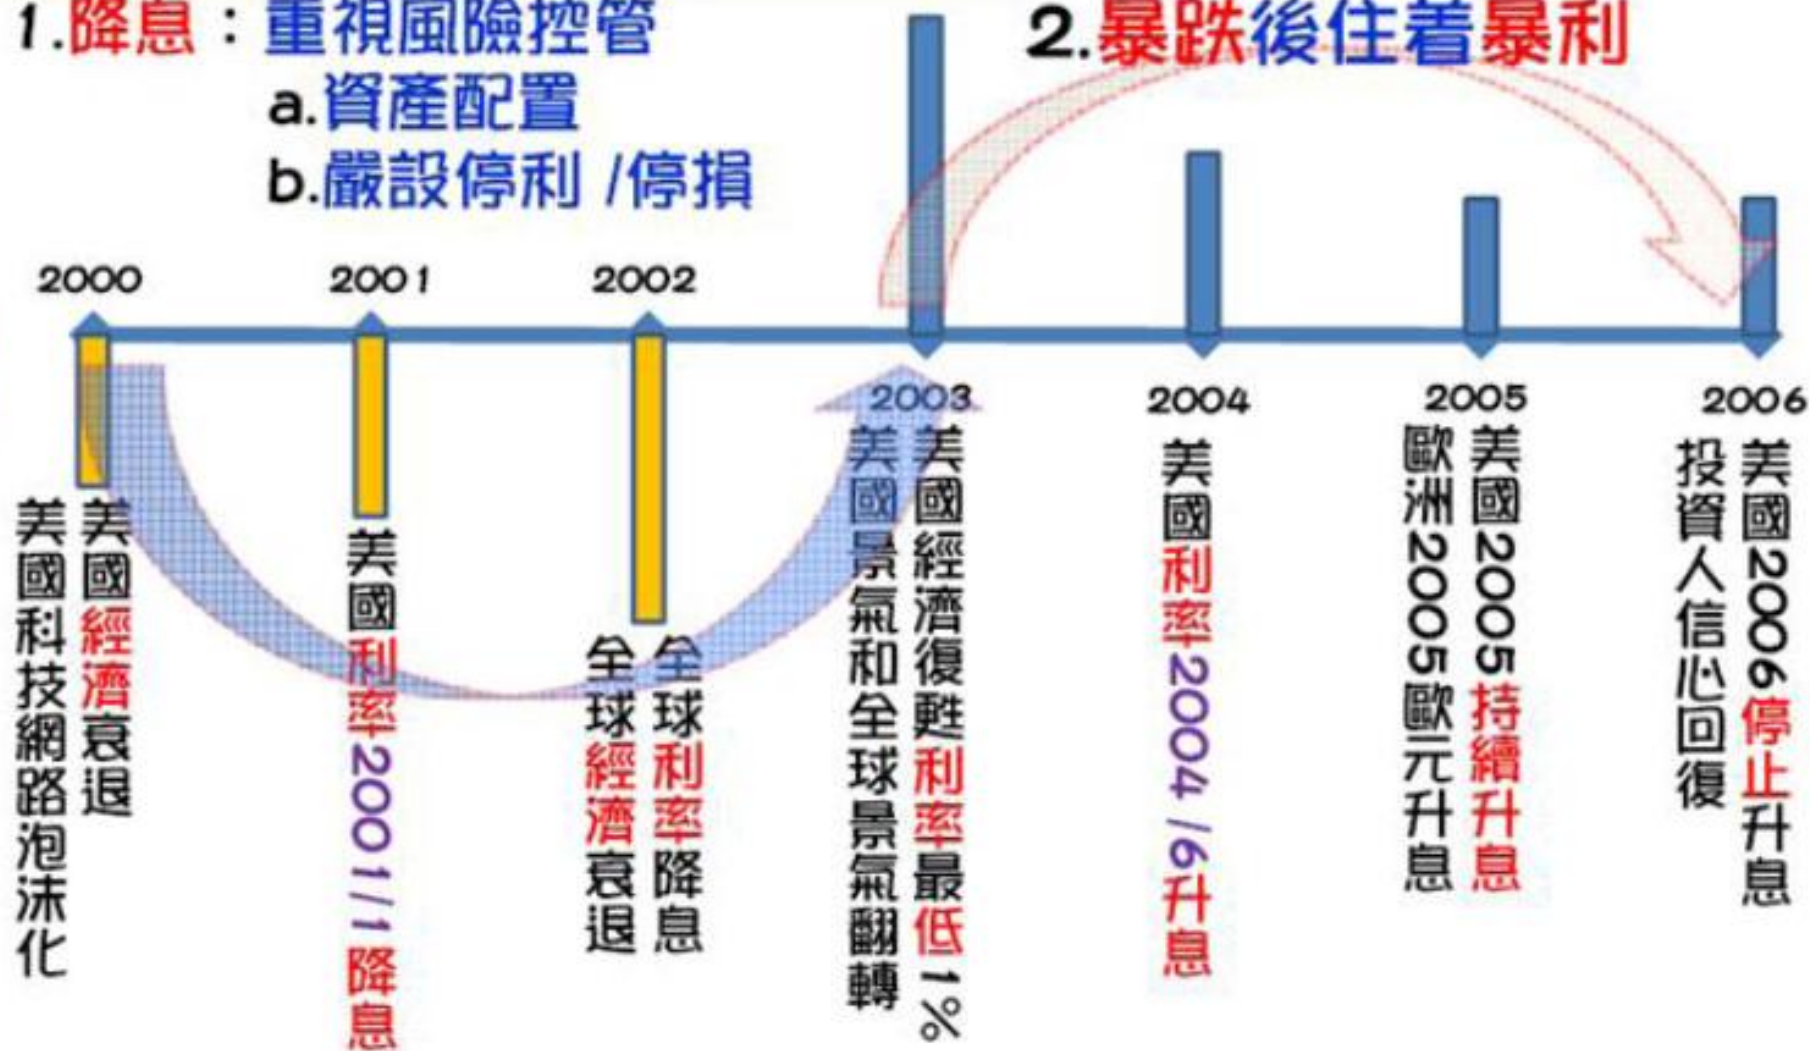 1.降息：重視風險控管
a.資產配置
b.嚴設停利 /停損
2.暴跌後住着暴利
2000
2001
2002
2003
2004
2005
2006
美國經濟衰退
美國科技網路泡沫化
美國利率2001/1降息
全球利率降息
全球經濟衰退
美國經濟復甦利率最低1%
美國景氣和全球景氣翻轉
美國利率2004/6升息
美國2005持續升息
歐洲2005歐元升息
美國2006停止升息
投資人信心回復